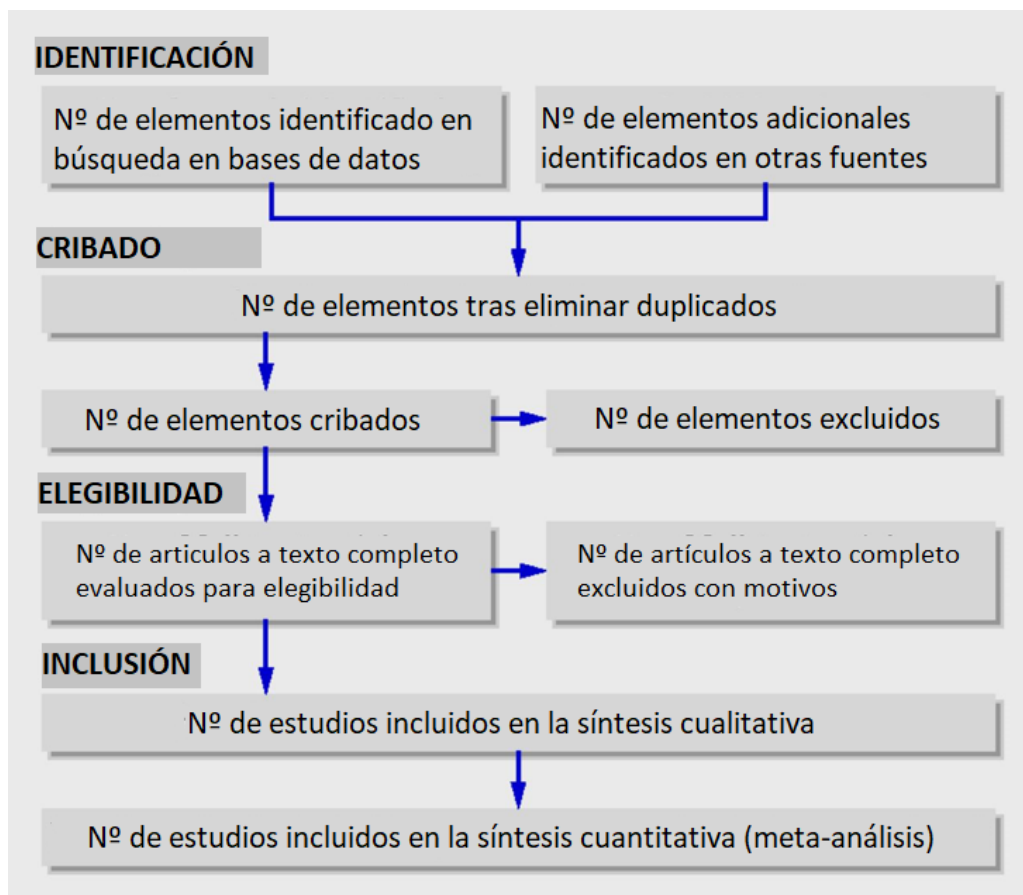 IDENTIFICACIÓN
Nº de elementos identificado en
búsqueda en bases de datos
Nº de elementos adicionales
identificados en otras fuentes
CRIBADO
Nº de elementos tras eliminar duplicados
Nº de elementos cribados
Nº de elementos excluidos
ELEGIBILIDAD
Nº de articulos a texto completo
evaluados para elegibilidad
Nº de artículos a texto completo
excluidos con motivos
INCLUSIÓN
Nº de estudios incluidos en la síntesis cualitativa
Nº de estudios incluidos en la síntesis cuantitativa (meta-análisis)